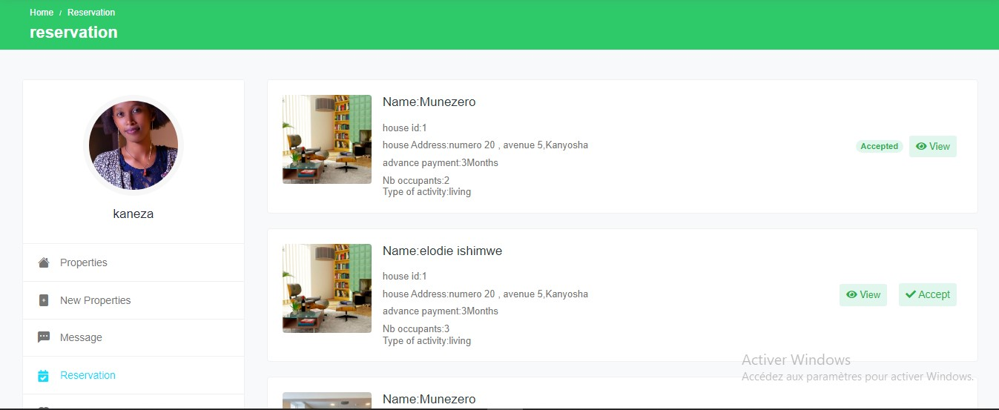 Home / Reservation
reservation
kaneza
Properties
New Properties
Message
Reservation
Name:Munezero
house id:1
house Address:numero 20 , avenue 5,Kanyosha
advance payment:3Months
Nb occupants:2
Type of activity:living
Accepted
View
Name:elodie ishimwe
house id:1
house Address:numero 20 , avenue 5,Kanyosha
advance payment:3Months
Nb occupants:3
Type of activity:living
View
Accept
Name:Munezero
Activer Windows
Accédez aux paramètres pour activer Windows.